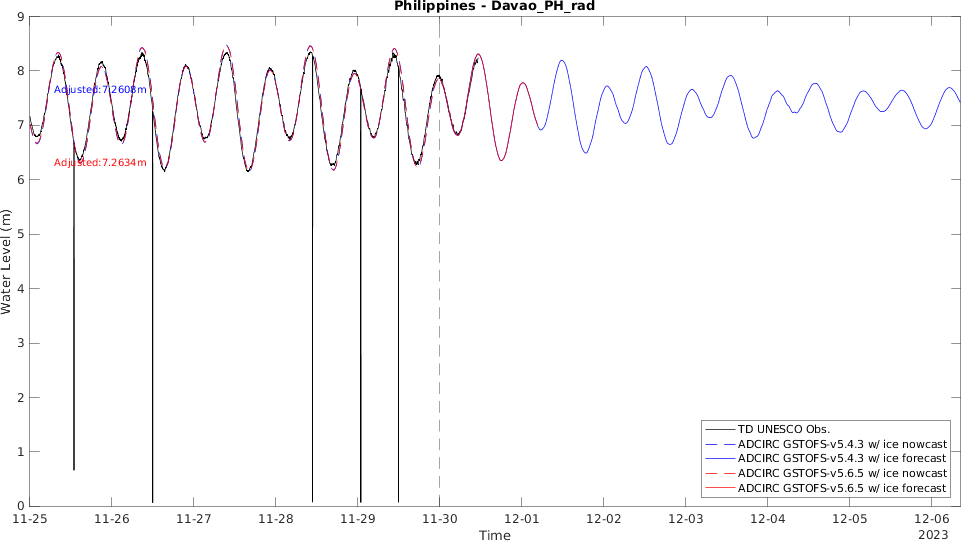 Philippines - Davao_PH_rad
9
8
7
6
5
4
3
2
1
0
Water Level (m)
Adjusted:7.2608m
Adjusted:7.2634m
TD UNESCO Obs.
ADCIRC GSTOFS-v5.4.3 w/ ice nowcast
ADCIRC GSTOFS-v5.4.3 w/ ice forecast
ADCIRC GSTOFS-v5.6.5 w/ ice nowcast
ADCIRC GSTOFS-v5.6.5 w/ ice forecast
11-25 11-26 11-27 11-28 11-29 11-30 12-01 12-02 12-03 12-04 12-05 12-06
Time
2023